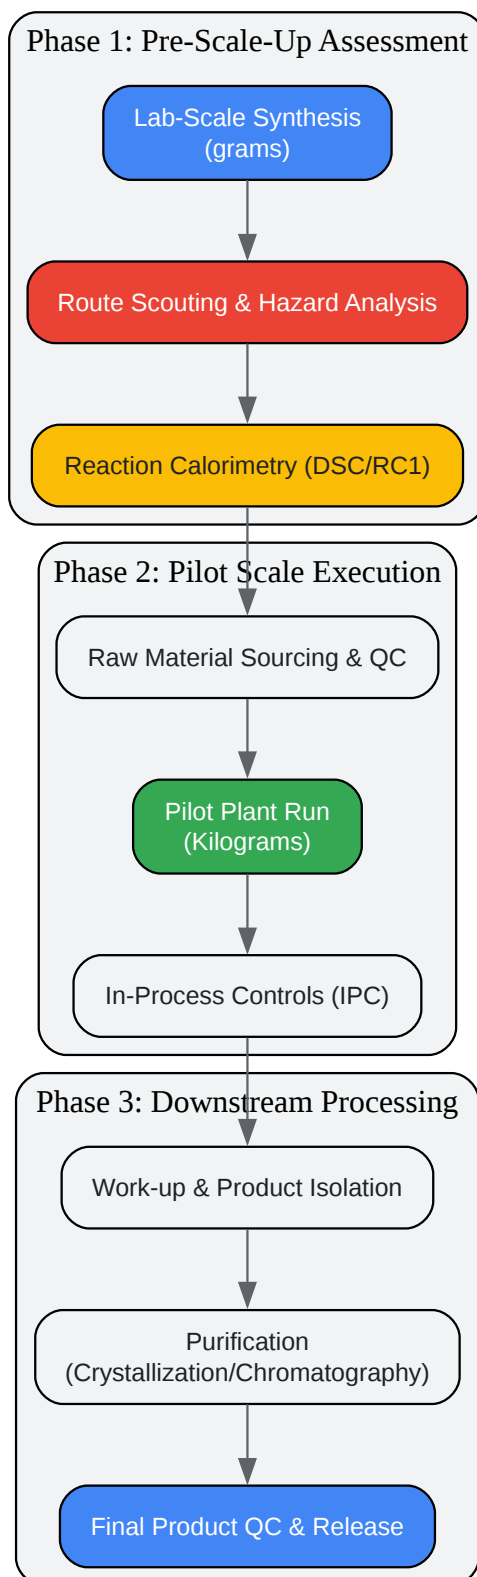 Phase 1: Pre-Scale-Up Assessment
Lab-Scale Synthesis
(grams)
Route Scouting & Hazard Analysis
Reaction Calorimetry (DSC/RC1)
Phase 2: Pilot Scale Execution
Raw Material Sourcing & QC
Pilot Plant Run
(Kilograms)
In-Process Controls (IPC)
Phase 3: Downstream Processing
Work-up & Product Isolation
Purification
(Crystallization/Chromatography)
Final Product QC & Release